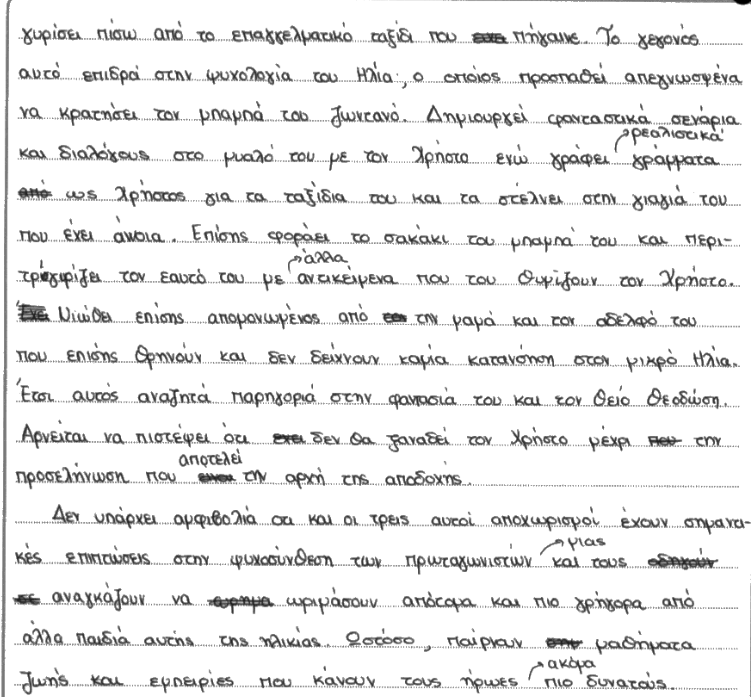 γυρίσει πίσω από το επαγγελματικό ταξίδι που πήγαινε. Το γεγονός
αυτό επιδρά στην ψυχολογία του Ηλία, ο οποίος προσπαθεί απεγνωσμένα
να κρατήσει τον μπαμπά του ζωντανό. Δημιουργεί φανταστικά σενάρια
και διαλόγους στο μυαλό του με τον Χρήστο ενώ γράφει ρεαλιστικά γράμματα
ως Χρήστος για τα ταξίδια του και τα στέλνει στην γιαγιά του
που έχει άνοια. Επίσης φοράει το σακάκι του μπαμπά του και περι-
τριγυρίζει τον εαυτό του με άλλα αντικείμενα που του θυμίζουν τον Χρήστο.
Νιώθει επίσης απομονωμένος από την μαμά και τον αδελφό του
που επίσης θρηνούν και δεν δείχνουν καμία κατανόηση στον μικρό Ηλία.
Έτσι αυτός αναζητά παρηγοριά στην φαντασία του και τον θείο Θεοδώση.
Αρνείται να πιστέψει ότι δεν θα ξαναδεί τον Χρήστο μέχρι την
προσελήνωση που αποτελεί την αρχή της αποδοχής.
Δεν υπάρχει αμφιβολία οτι και οι τρεις αυτοί αποχωρισμοί έχουν σημαντι-
κές επιπτώσεις στην ψυχοσύνθεση των πρωταγωνιστών μιας και τους
αναγκάζουν να ωριμάσουν απότομα και πιο γρήγορα από
άλλα παιδιά αυτής της ηλικίας. Ωστόσο, παίρνουν μαθήματα
ζωής και εμπειρίες που κάνουν τους ήρωες ακόμα πιο δυνατούς.